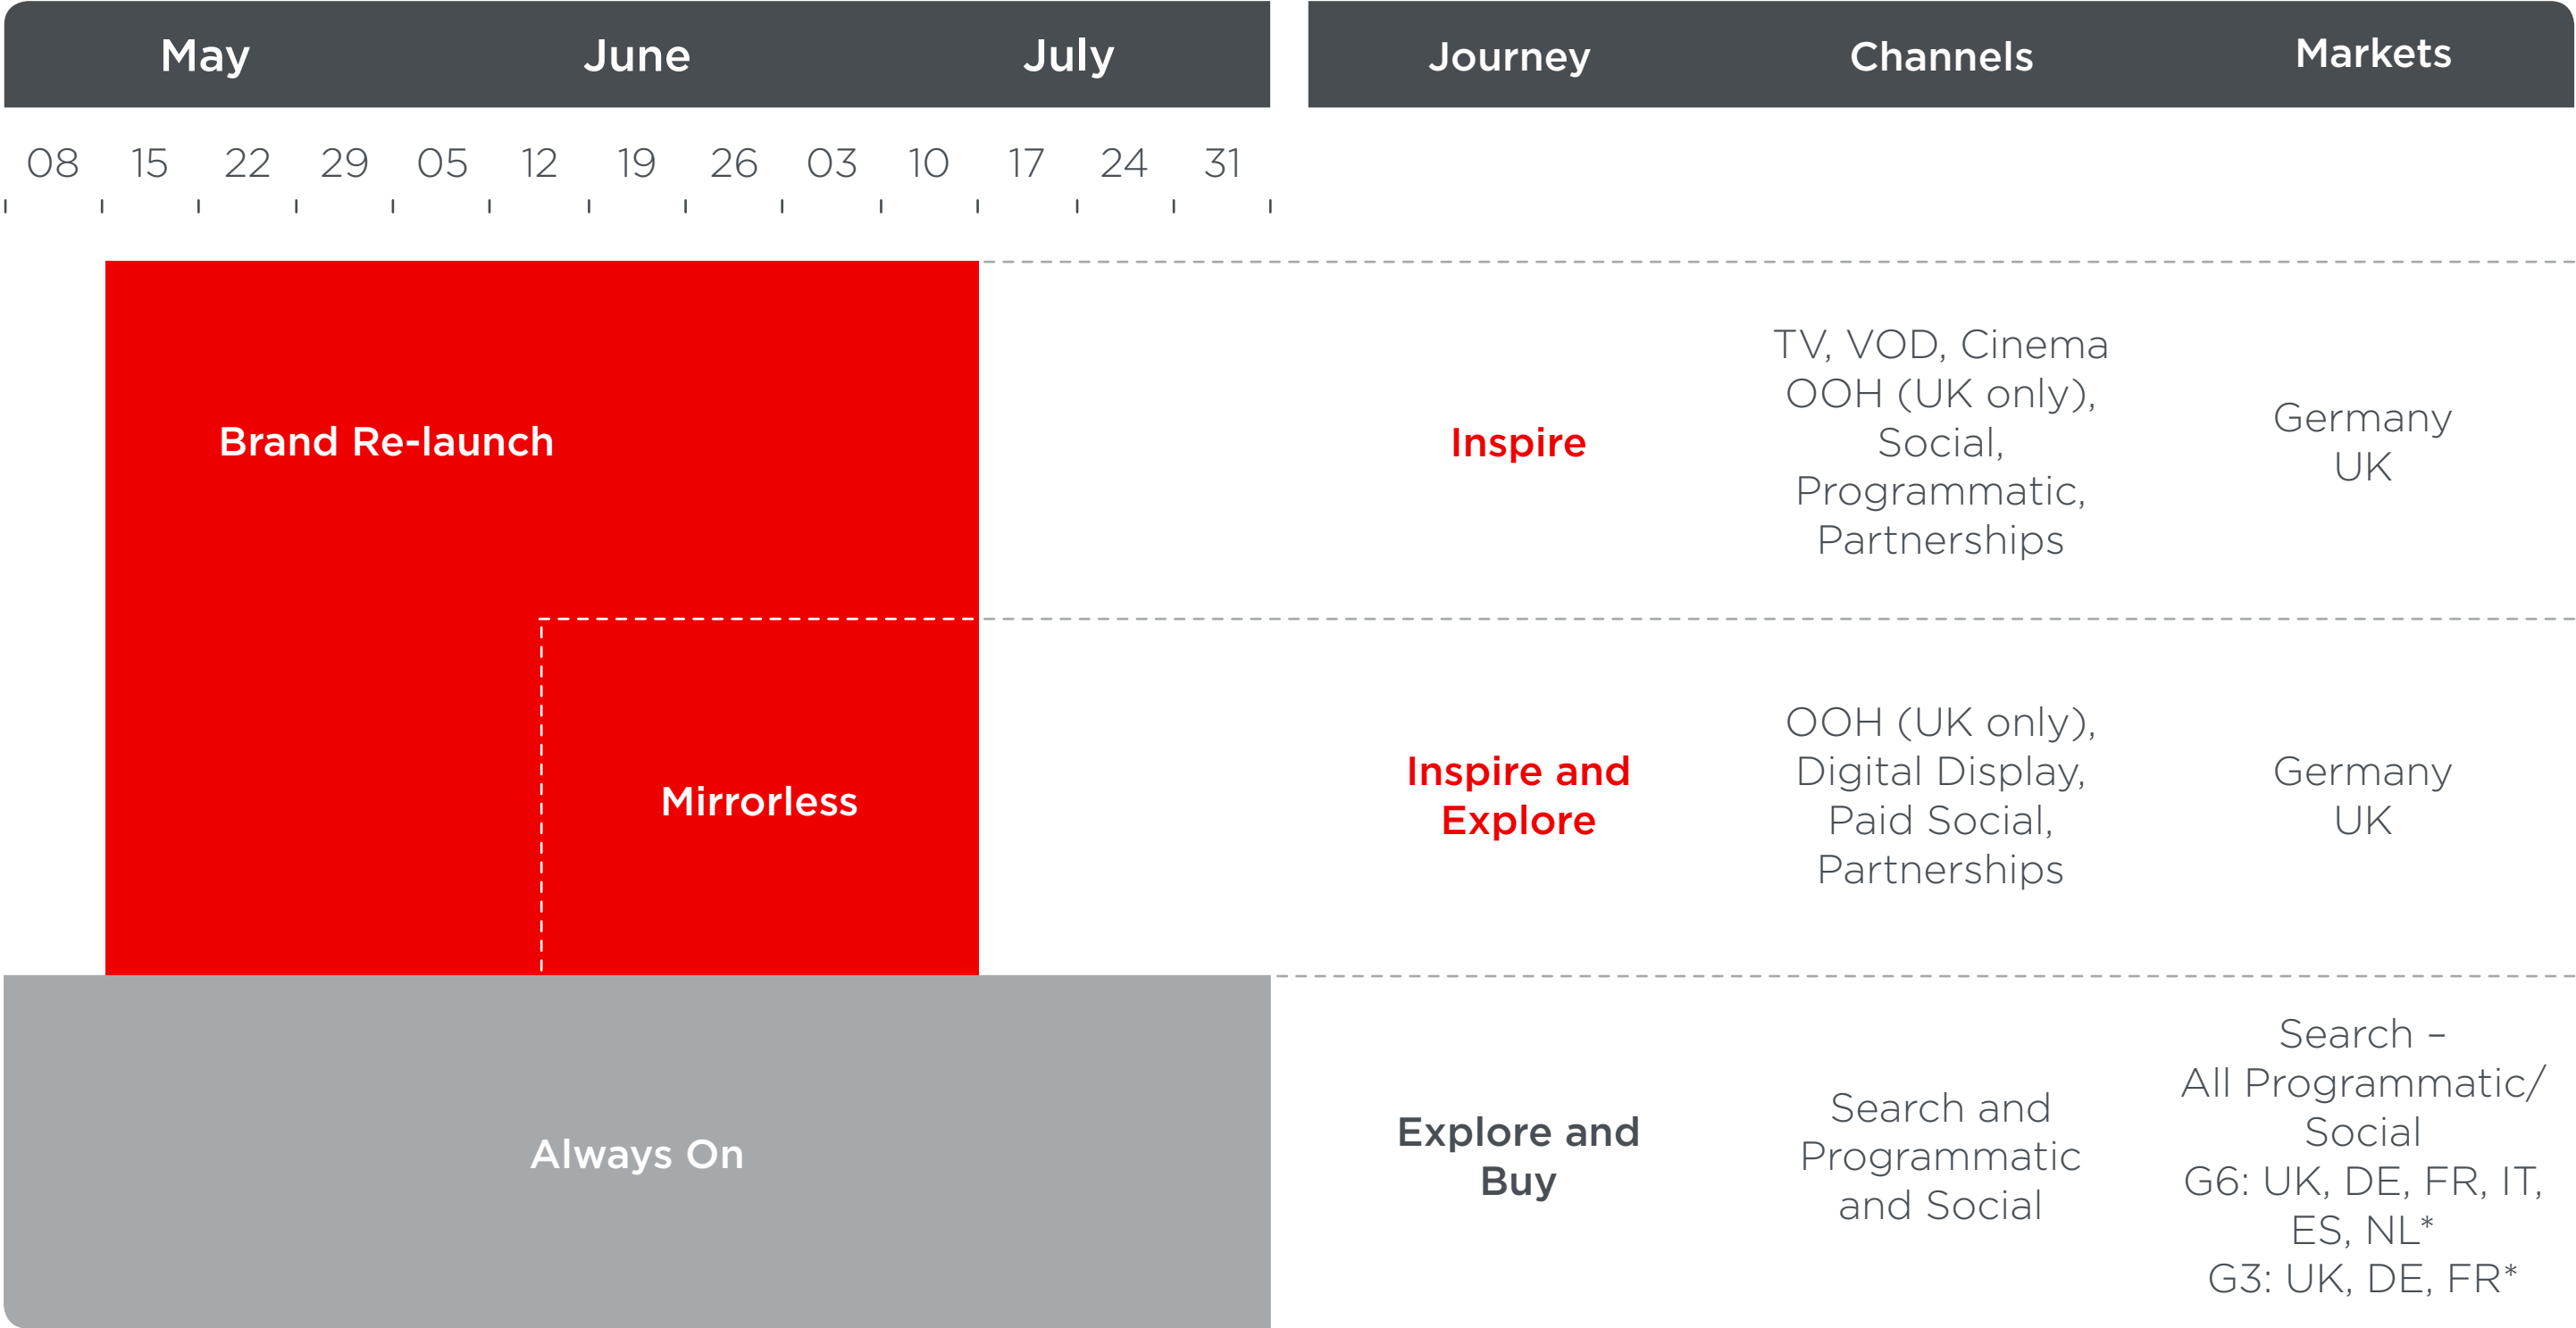 May June July Journey Channels Markets
08 15 22 29 05 12 19 26 03 10 17 24 31
Brand Re-launch
Inspire
TV, VOD, Cinema
OOH (UK only),
Social,
Programmatic,
Partnerships
Germany
UK
Mirrorless
Inspire and
Explore
OOH (UK only),
Digital Display,
Paid Social,
Partnerships
Germany
UK
Always On
Explore and
Buy
Search and
Programmatic
and Social
Search –
All Programmatic/
Social
G6: UK, DE, FR, IT,
ES, NL*
G3: UK, DE, FR*